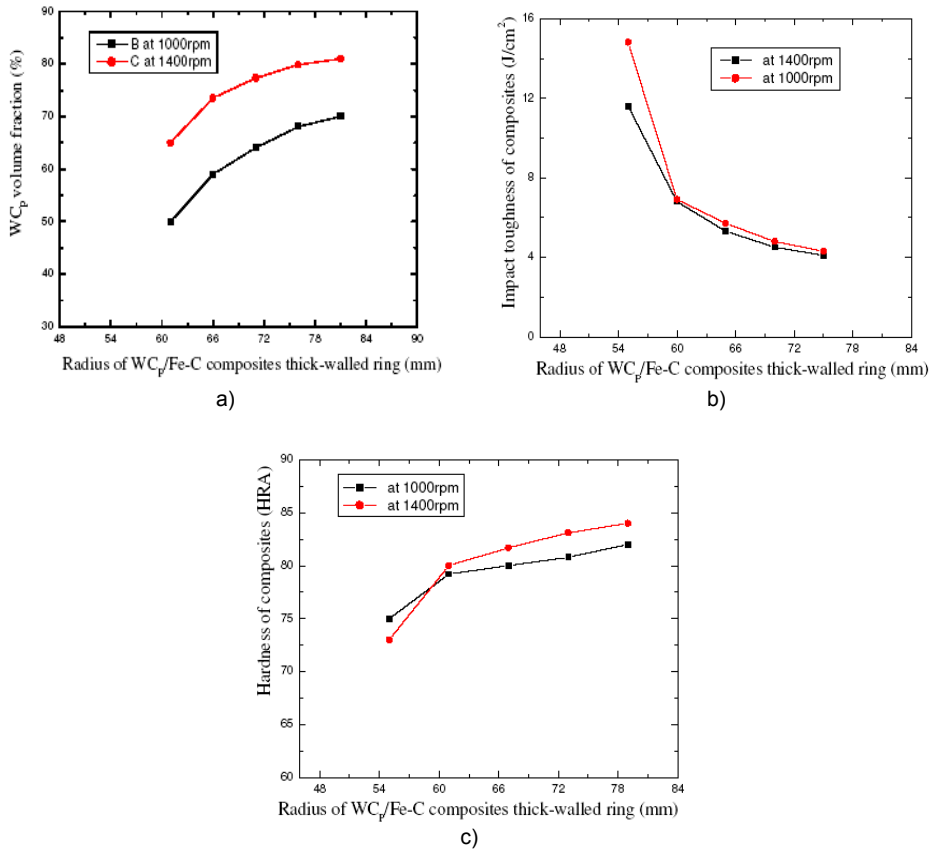 90
80
70
60
50
40
30
48 54 60 66 72 78 84 90
WCp volume fraction (%)
B at 1000rpm
C at 1400rpm
Radius of WCp/Fe-C composites thick-walled ring (mm)
a)
16
12
8
4
0
48 54 60 66 72 78 84
Impact toughness of composites (J/cm²)
at 1400rpm
at 1000rpm
Radius of WCp/Fe-C composites thick-walled ring (mm)
b)
90
85
80
75
70
65
60
48 54 60 66 72 78 84
Hardness of composites (HRA)
at 1000rpm
at 1400rpm
Radius of WCp/Fe-C composites thick-walled ring (mm)
c)